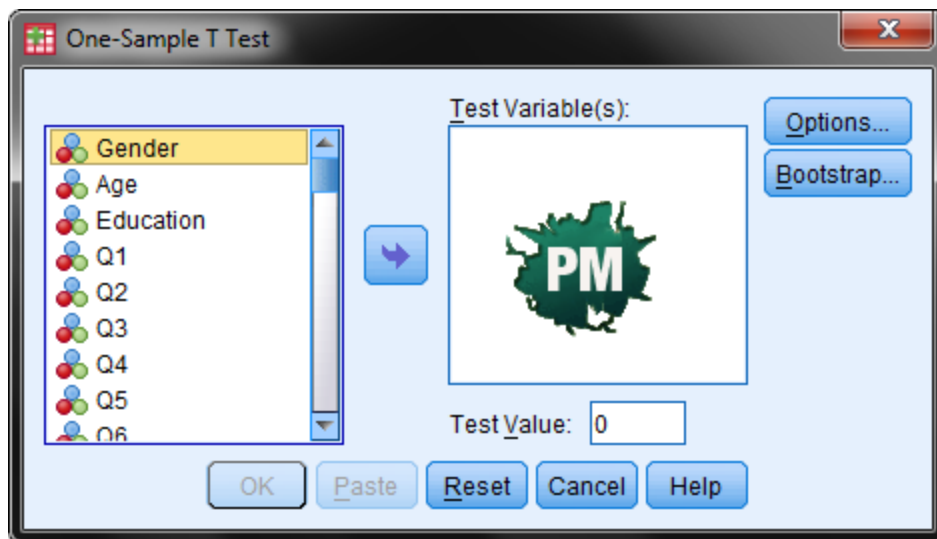 One-Sample T Test
Test Variable(s):
Gender
Age
Education
Q1
Q2
Q3
Q4
Q5
Q6
PM
Test Value: 0
Options...
Bootstrap...
OK Paste Reset Cancel Help